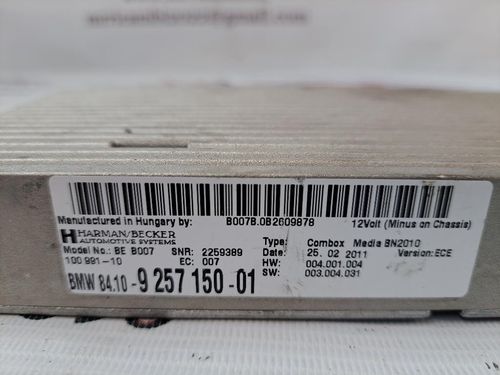 Manufactured in Hungary by: B007B.0B2609878 12Volt (Minus on Chassis)
HARMAN/BECKER
AUTOMOTIVE SYSTEMS
Type: Combox Media BN2010
Model No.: BE B007 SNR: 2259389 Date: 25. 02 2011 Version: ECE
100 991-10 EC: 007 HW: 004.001.004
SW: 003.004.031
BMW 84.10-9 257 150-01